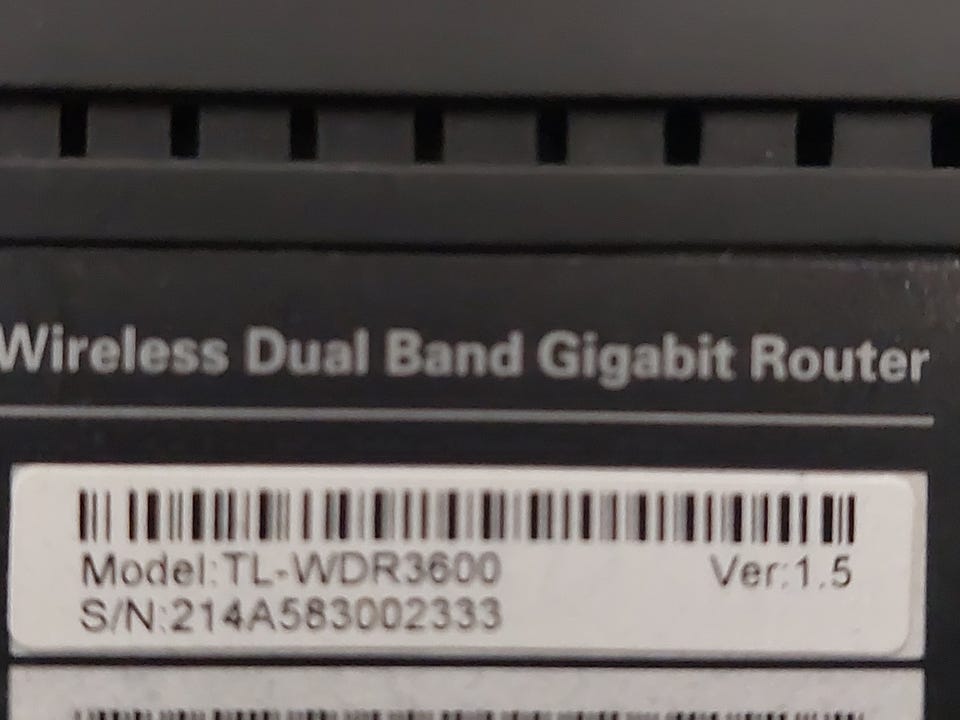 Wireless Dual Band Gigabit Router
Model:TL-WDR3600 Ver:1.5
S/N:214A583002333